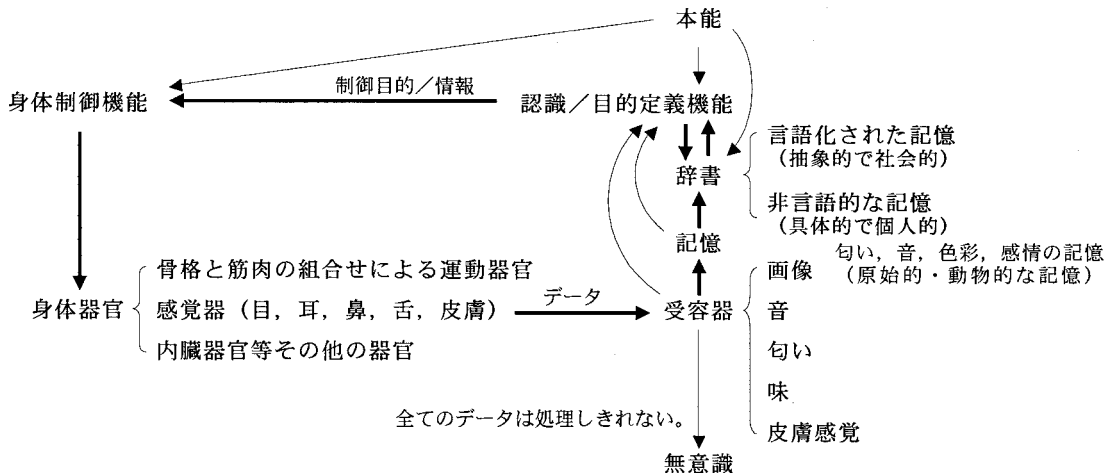 本能
制御目的／情報
身体制御機能
認識／目的定義機能
言語化された記憶
（抽象的で社会的）
辞書
非言語的な記憶
（具体的で個人的）
記憶
匂い，音，色彩，感情の記憶
（原始的・動物的な記憶）
骨格と筋肉の組合せによる運動器官
画像
データ
身体器官
感覚器（目，耳，鼻，舌，皮膚）
受容器
音
内臓器官等その他の器官
匂い
味
全てのデータは処理しきれない。
皮膚感覚
無意識